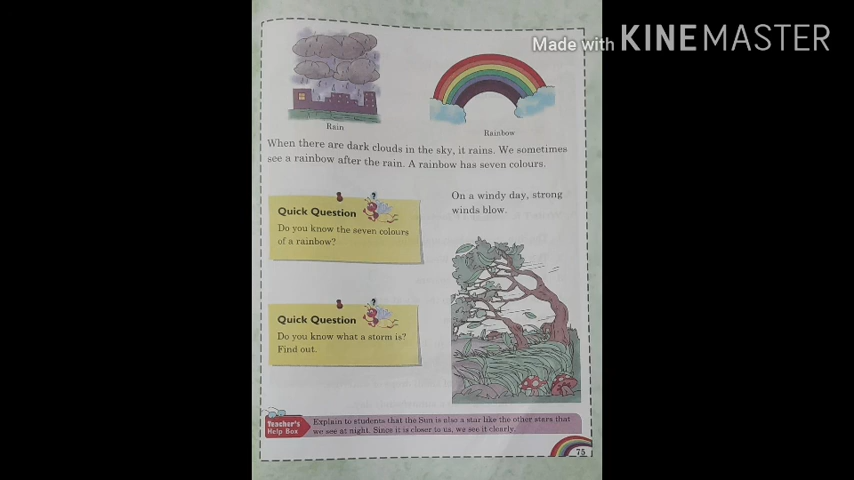 Made with KINEMASTER
Rain
Rainbow
When there are dark clouds in the sky, it rains. We sometimes
see a rainbow after the rain. A rainbow has seven colours.
On a windy day, strong
winds blow.
Quick Question
Do you know the seven colours
of a rainbow?
Quick Question
Do you know what a storm is?
Find out.
Teacher's
Help Box
Explain to students that the Sun is also a star like the other stars that
we see at night. Since it is closer to us, we see it clearly.
75